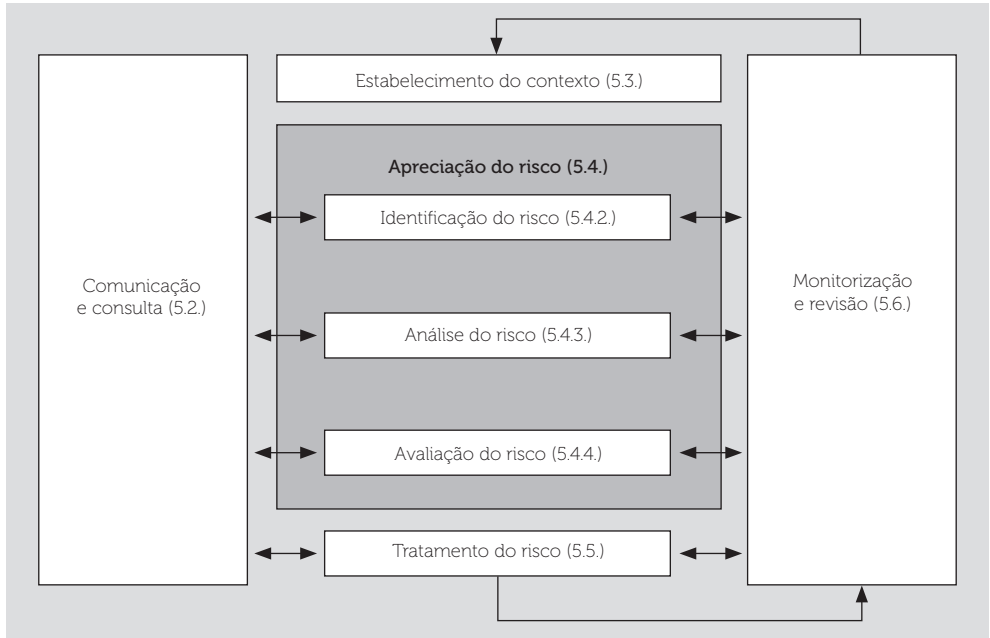 Estabelecimento do contexto (5.3.)
Apreciação do risco (5.4.)
Identificação do risco (5.4.2.)
Comunicação
e consulta (5.2.)
Monitorização
e revisão (5.6.)
Análise do risco (5.4.3.)
Avaliação do risco (5.4.4.)
Tratamento do risco (5.5.)